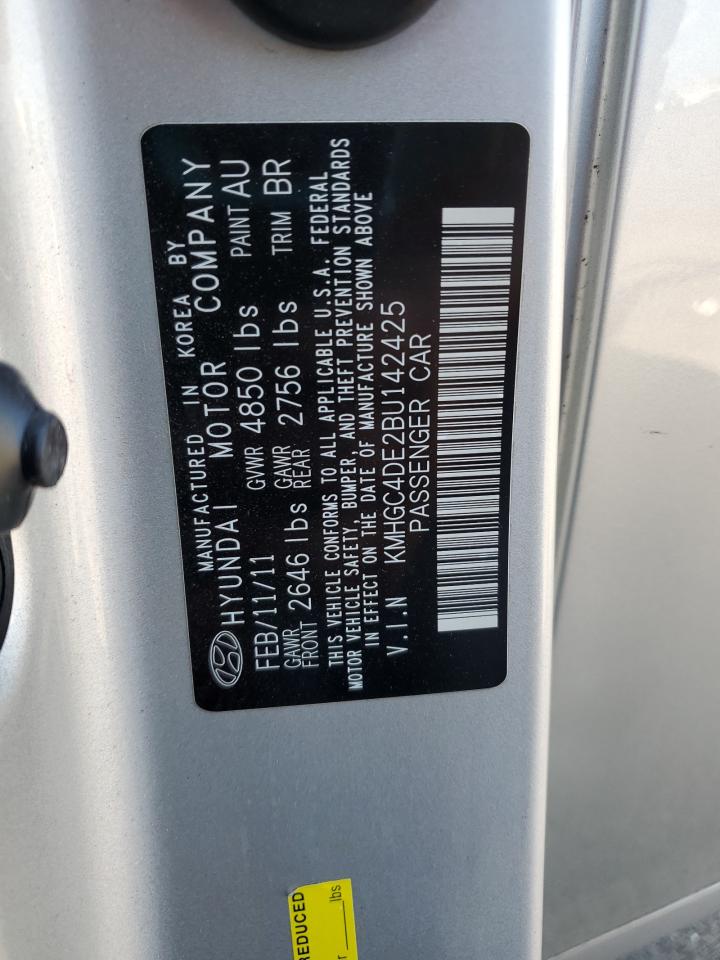 MANUFACTURED IN KOREA BY
HYUNDAI MOTOR COMPANY
FEB/11/11 GVWR 4850 lbs PAINT AU
GAWR FRONT 2646 lbs GAWR REAR 2756 lbs TRIM BR
THIS VEHICLE CONFORMS TO ALL APPLICABLE U.S.A. FEDERAL
MOTOR VEHICLE SAFETY, BUMPER, AND THEFT PREVENTION STANDARDS
IN EFFECT ON THE DATE OF MANUFACTURE SHOWN ABOVE
V.I.N KMHGC4DE2BU142425
PASSENGER CAR
REDUCED
lbs